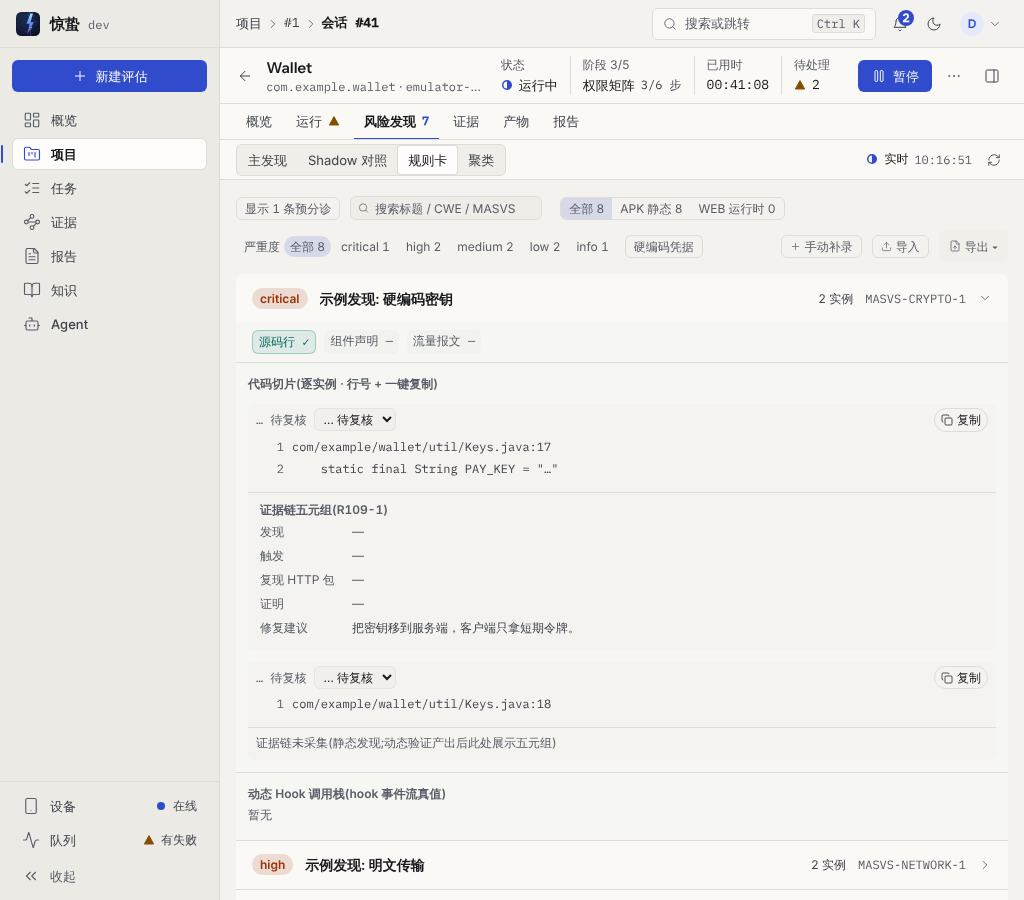 惊蛰 dev
项目 > #1 > 会话 #41
搜索或跳转 Ctrl K
2
D
新建评估
概览
项目
任务
证据
报告
知识
Agent
设备 在线
队列 有失败
收起
Wallet
com.example.wallet · emulator-…
状态
运行中
阶段 3/5
权限矩阵 3/6 步
已用时
00:41:08
待处理
2
暂停
概览 运行 风险发现 7 证据 产物 报告
主发现 Shadow 对照 规则卡 聚类
实时 10:16:51
显示 1 条预分诊 搜索标题 / CWE / MASVS 全部 8 APK 静态 8 WEB 运行时 0
严重度 全部 8 critical 1 high 2 medium 2 low 2 info 1 硬编码凭据 手动补录 导入 导出
critical 示例发现: 硬编码密钥 2 实例 MASVS-CRYPTO-1
源码行 ✓ 组件声明 — 流量报文 —
代码切片(逐实例 · 行号 + 一键复制)
… 待复核 … 待复核 复制
1 com/example/wallet/util/Keys.java:17
2 static final String PAY_KEY = "…"
证据链五元组(R109-1)
发现 —
触发 —
复现 HTTP 包 —
证明 —
修复建议 把密钥移到服务端，客户端只拿短期令牌。
… 待复核 … 待复核 复制
1 com/example/wallet/util/Keys.java:18
证据链未采集(静态发现;动态验证产出后此处展示五元组)
动态 Hook 调用栈(hook 事件流真值)
暂无
high 示例发现: 明文传输 2 实例 MASVS-NETWORK-1